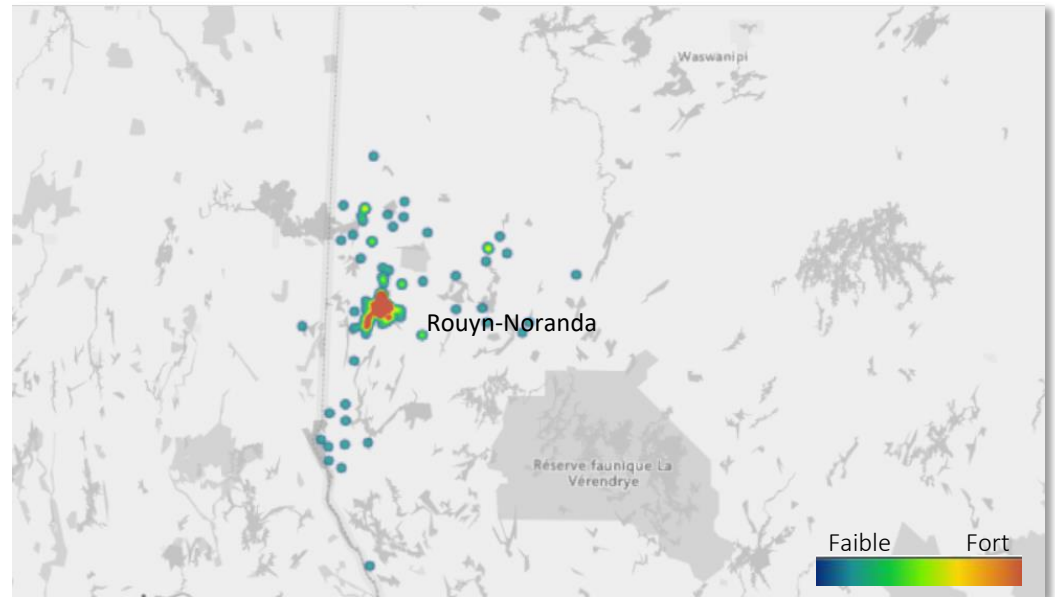 Waswanipi
Rouyn-Noranda
Réserve faunique La
Vérendrye
Faible Fort